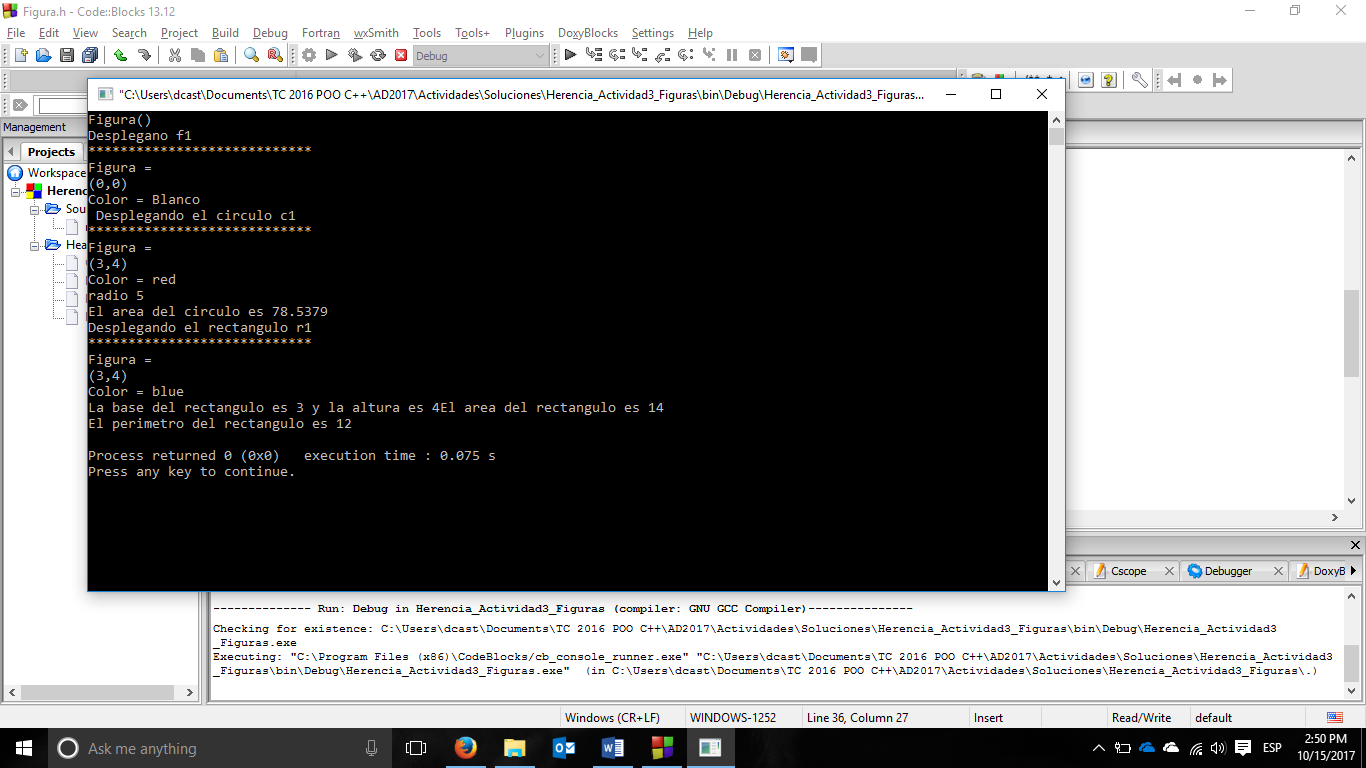 Figura.h - Code::Blocks 13.12
File Edit View Search Project Build Debug Fortran wxSmith Tools Tools+ Plugins DoxyBlocks Settings Help
Debug
"C:\Users\dcast\Documents\TC 2016 POO C++\AD2017\Actividades\Soluciones\Herencia_Actividad3_Figuras\bin\Debug\Herencia_Actividad3_Figuras...
Management
Projects
Workspace
Herenc
Sou
Hea
Figura()
Desplegano f1
****************************
Figura =
(0,0)
Color = Blanco
 Desplegando el circulo c1
****************************
Figura =
(3,4)
Color = red
radio 5
El area del circulo es 78.5379
Desplegando el rectangulo r1
****************************
Figura =
(3,4)
Color = blue
La base del rectangulo es 3 y la altura es 4El area del rectangulo es 14
El perimetro del rectangulo es 12
Process returned 0 (0x0)   execution time : 0.075 s
Press any key to continue.
Cscope Debugger DoxyB
-------------- Run: Debug in Herencia_Actividad3_Figuras (compiler: GNU GCC Compiler)---------------
Checking for existence: C:\Users\dcast\Documents\TC 2016 POO C++\AD2017\Actividades\Soluciones\Herencia_Actividad3_Figuras\bin\Debug\Herencia_Actividad3
_Figuras.exe
Executing: "C:\Program Files (x86)\CodeBlocks/cb_console_runner.exe" "C:\Users\dcast\Documents\TC 2016 POO C++\AD2017\Actividades\Soluciones\Herencia_Actividad3
_Figuras\bin\Debug\Herencia_Actividad3_Figuras.exe"  (in C:\Users\dcast\Documents\TC 2016 POO C++\AD2017\Actividades\Soluciones\Herencia_Actividad3_Figuras\.)
Windows (CR+LF) WINDOWS-1252 Line 36, Column 27 Insert Read/Write default
Ask me anything
ESP
2:50 PM
10/15/2017